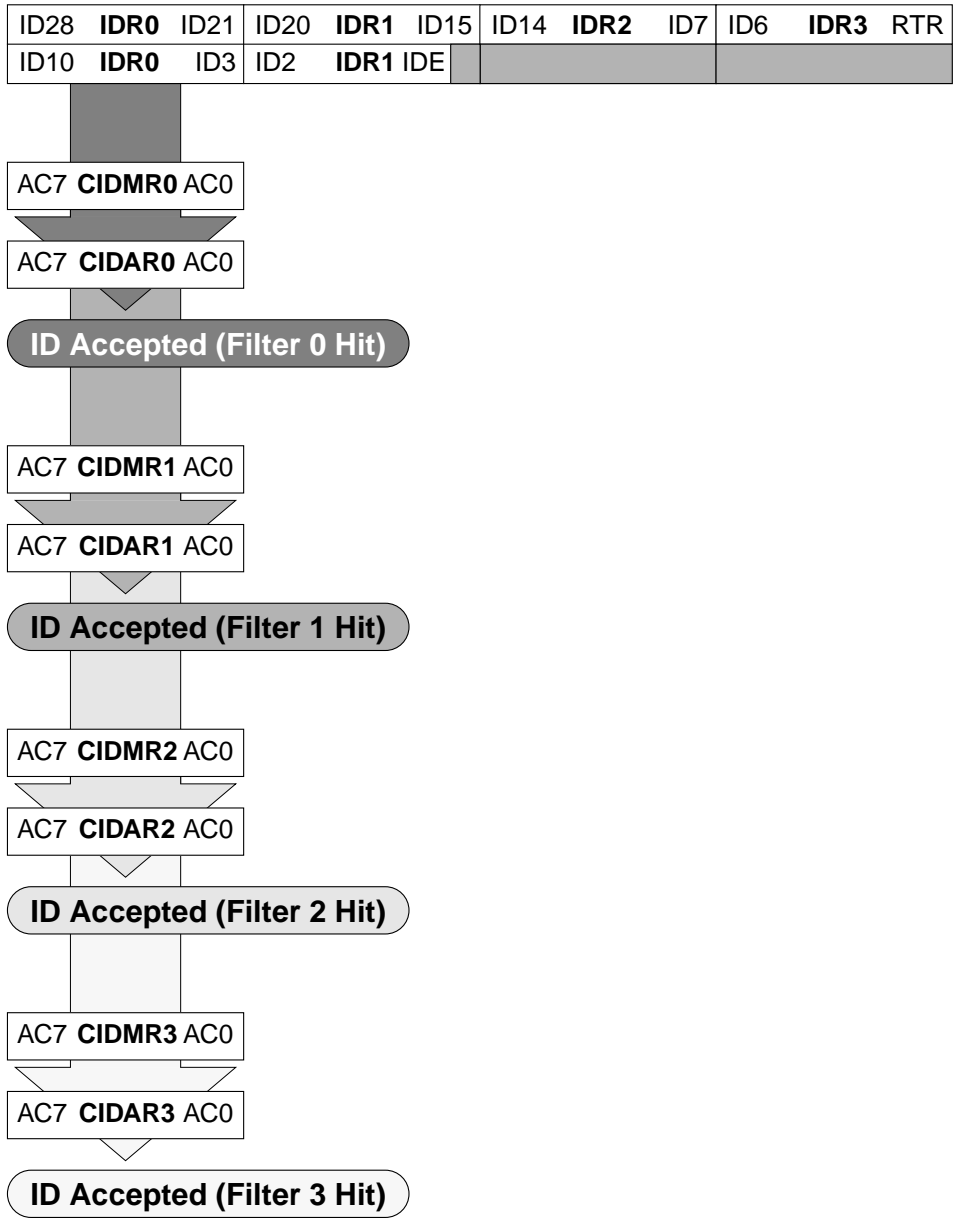 ID28 IDR0 ID21 ID20 IDR1 ID15 ID14 IDR2 ID7 ID6 IDR3 RTR
ID10 IDR0 ID3 ID2 IDR1 IDE
AC7 CIDMR0 AC0
AC7 CIDAR0 AC0
ID Accepted (Filter 0 Hit)
AC7 CIDMR1 AC0
AC7 CIDAR1 AC0
ID Accepted (Filter 1 Hit)
AC7 CIDMR2 AC0
AC7 CIDAR2 AC0
ID Accepted (Filter 2 Hit)
AC7 CIDMR3 AC0
AC7 CIDAR3 AC0
ID Accepted (Filter 3 Hit)